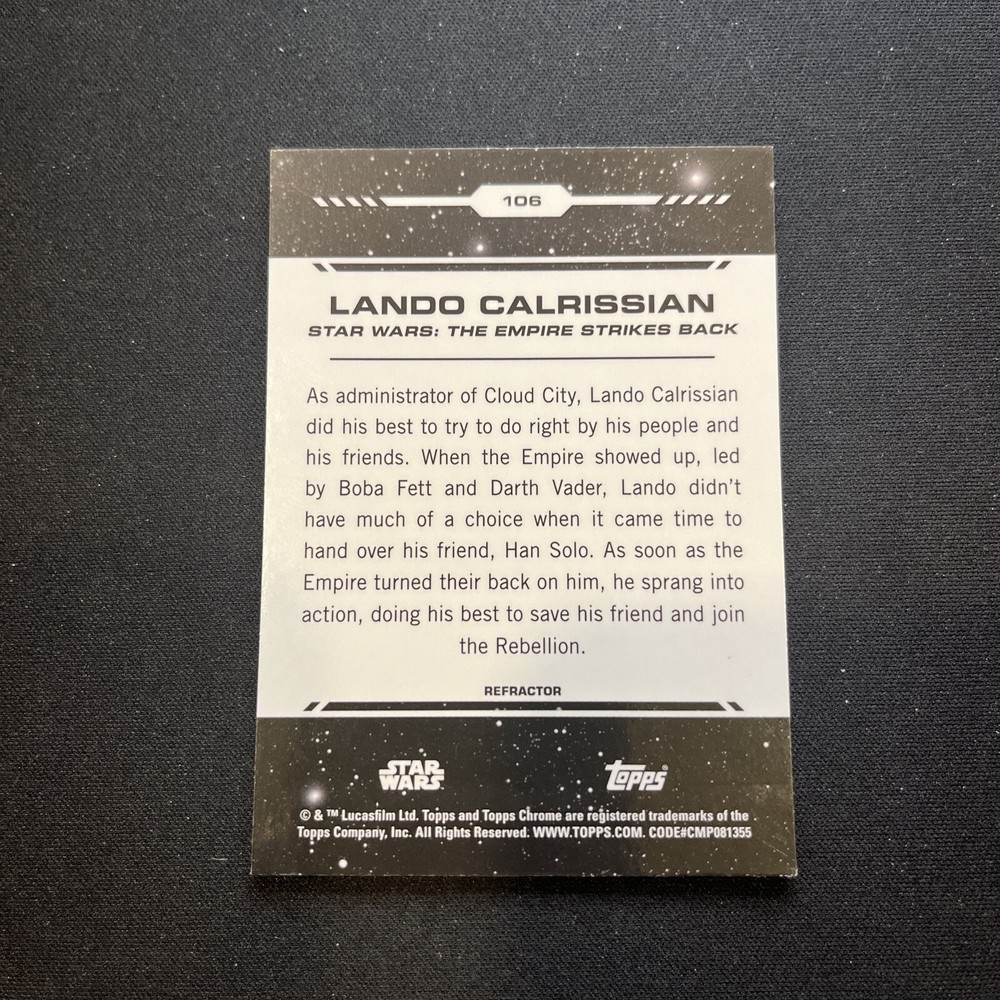 106
LANDO CALRISSIAN
STAR WARS: THE EMPIRE STRIKES BACK
As administrator of Cloud City, Lando Calrissian
did his best to try to do right by his people and
his friends. When the Empire showed up, led
by Boba Fett and Darth Vader, Lando didn't
have much of a choice when it came time to
hand over his friend, Han Solo. As soon as the
Empire turned their back on him, he sprang into
action, doing his best to save his friend and join
the Rebellion.
REFRACTOR
STAR
WARS
topps®
© & ™ Lucasfilm Ltd. Topps and Topps Chrome are registered trademarks of the
Topps Company, Inc. All Rights Reserved. WWW.TOPPS.COM. CODE#CMP081355